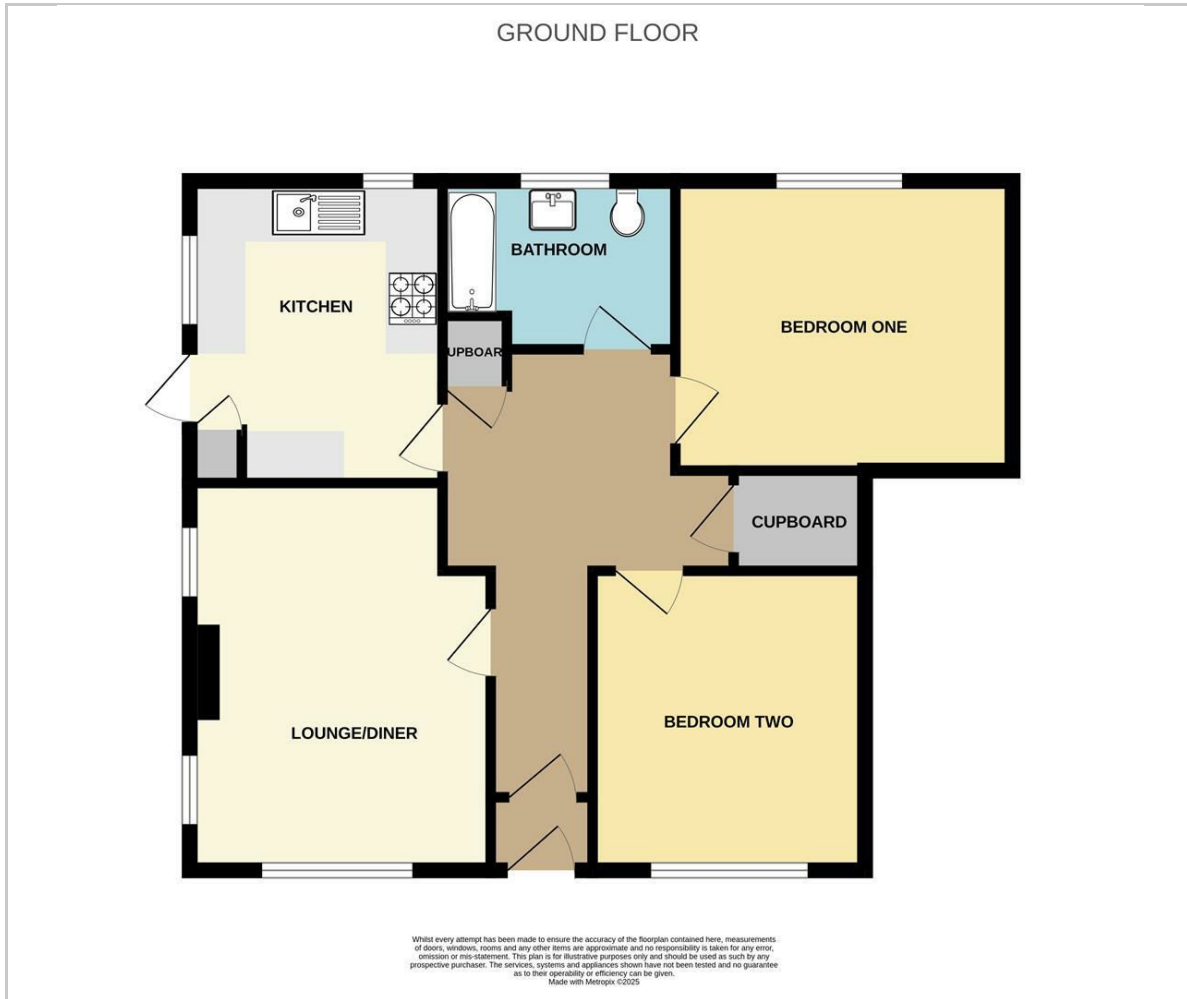 GROUND FLOOR
BATHROOM
KITCHEN
BEDROOM ONE
UPBOAR
CUPBOARD
BEDROOM TWO
LOUNGE/DINER
Whilst every attempt has been made to ensure the accuracy of the floorplan contained here, measurements
of doors, windows, rooms and any other items are approximate and no responsibility is taken for any error,
omission or mis-statement. This plan is for illustrative purposes only and should be used as such by any
prospective purchaser. The services, systems and appliances shown have not been tested and no guarantee
as to their operability or efficiency can be given.
Made with Metropix ©2025